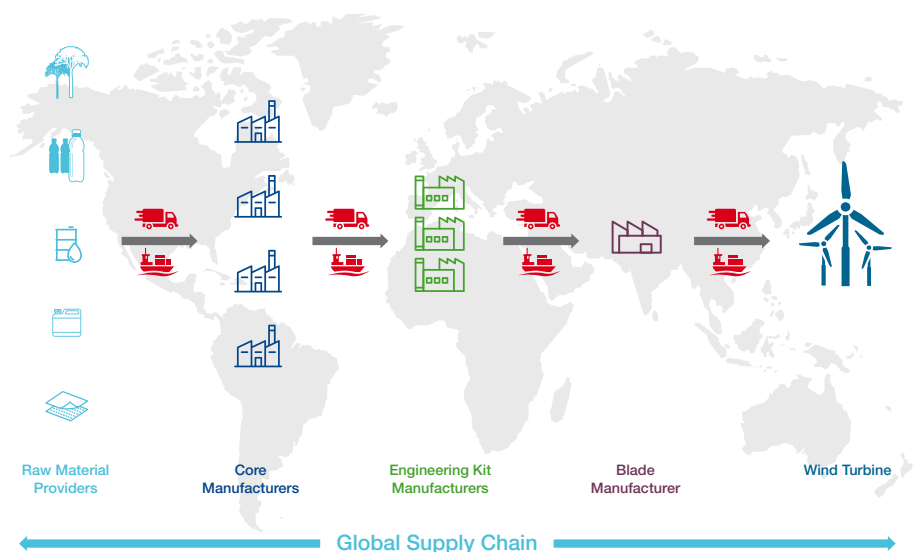 Raw Material
Providers
Core
Manufacturers
Engineering Kit
Manufacturers
Blade
Manufacturer
Wind Turbine
Global Supply Chain